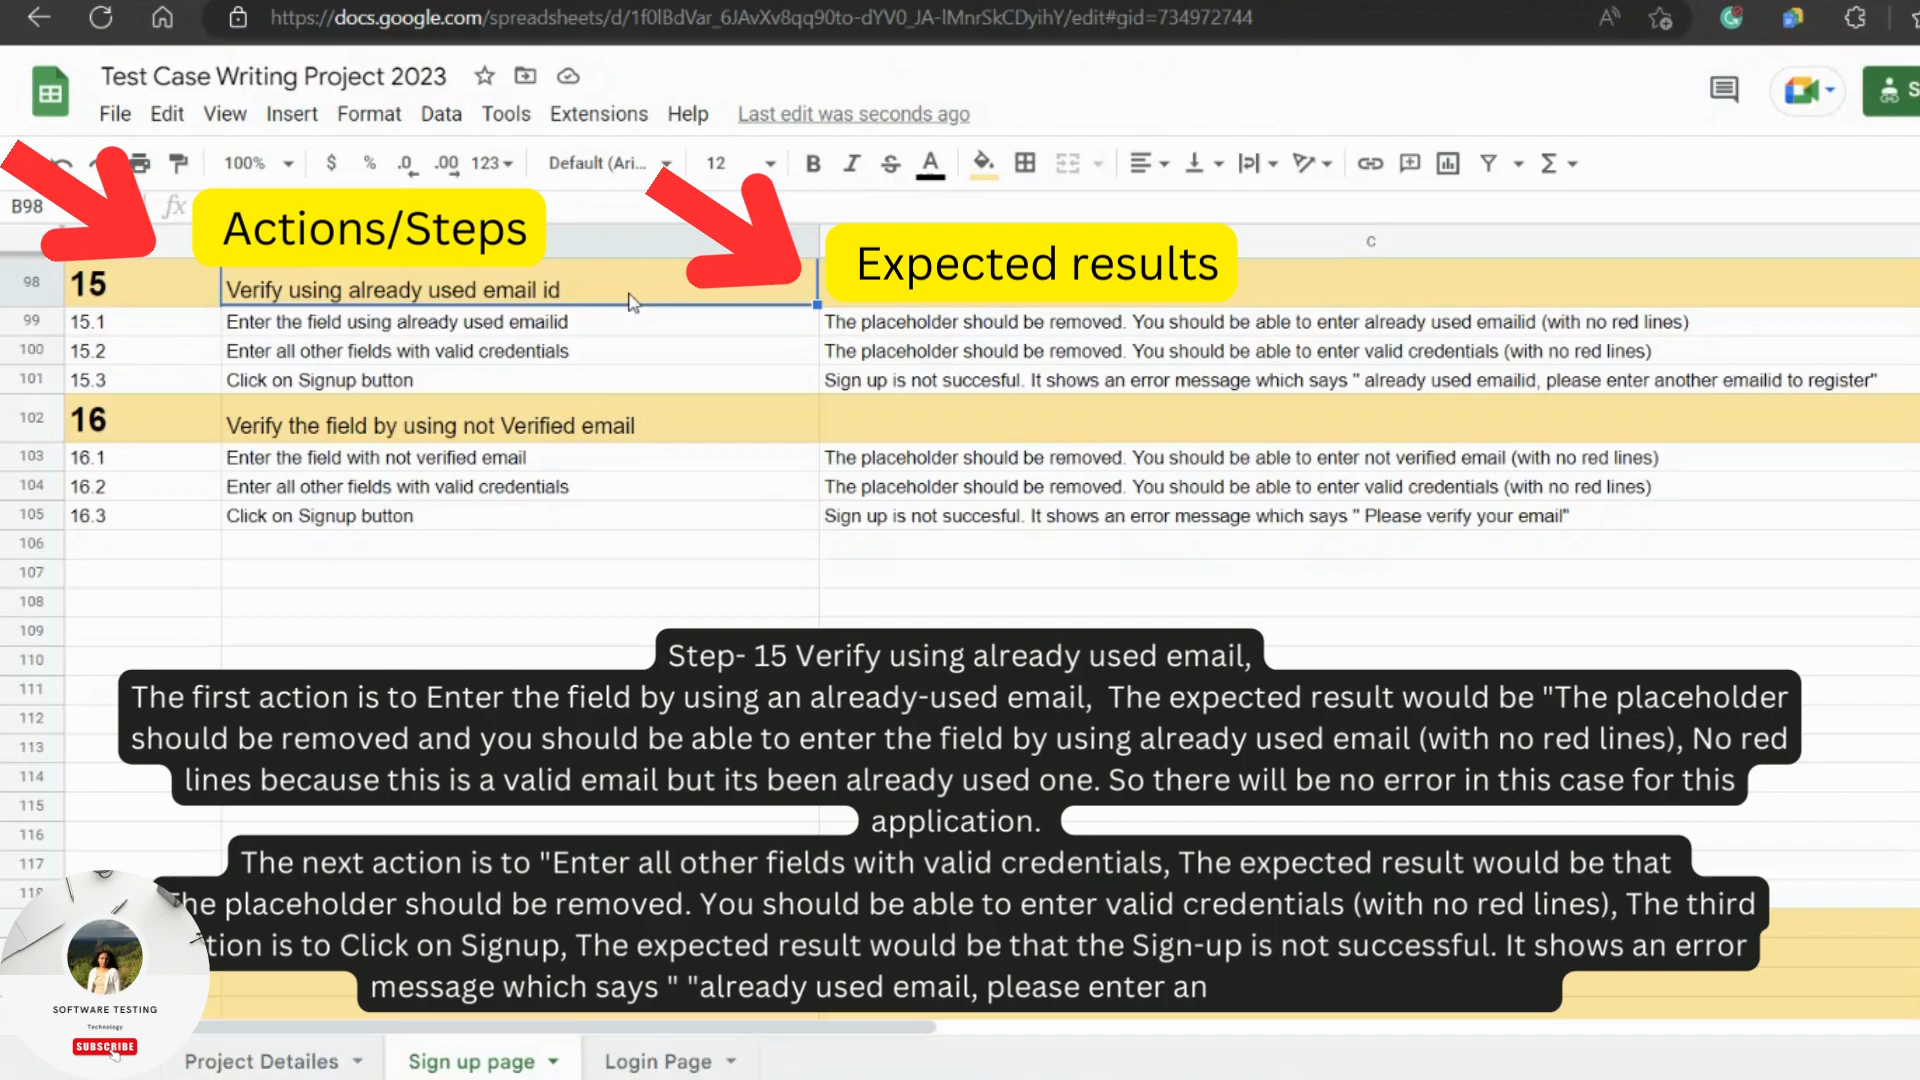 https://docs.google.com/spreadsheets/d/1f0lBdVar_6JAvXv8qq90to-dYV0_JA-lMnrSkCDyihY/edit#gid=734972744
Test Case Writing Project 2023
File Edit View Insert Format Data Tools Extensions Help Last edit was seconds ago
100% $ % .0 .00 123 Default (Ari... 12 B I S A
B98 fx
Actions/Steps
Expected results
C
98 15 Verify using already used email id
99 15.1 Enter the field using already used emailid The placeholder should be removed. You should be able to enter already used emailid (with no red lines)
100 15.2 Enter all other fields with valid credentials The placeholder should be removed. You should be able to enter valid credentials (with no red lines)
101 15.3 Click on Signup button Sign up is not succesful. It shows an error message which says " already used emailid, please enter another emailid to register"
102 16 Verify the field by using not Verified email
103 16.1 Enter the field with not verified email The placeholder should be removed. You should be able to enter not verified email (with no red lines)
104 16.2 Enter all other fields with valid credentials The placeholder should be removed. You should be able to enter valid credentials (with no red lines)
105 16.3 Click on Signup button Sign up is not succesful. It shows an error message which says " Please verify your email"
106
107
108
109
110
111
112
113
114
115
116
117
118
Step- 15 Verify using already used email,
The first action is to Enter the field by using an already-used email, The expected result would be "The placeholder
should be removed and you should be able to enter the field by using already used email (with no red lines), No red
lines because this is a valid email but its been already used one. So there will be no error in this case for this
application.
The next action is to "Enter all other fields with valid credentials, The expected result would be that
he placeholder should be removed. You should be able to enter valid credentials (with no red lines), The third
tion is to Click on Signup, The expected result would be that the Sign-up is not successful. It shows an error
message which says " "already used email, please enter an
SOFTWARE TESTING
Technology
SUBSCRIBE
Project Detailes Sign up page Login Page